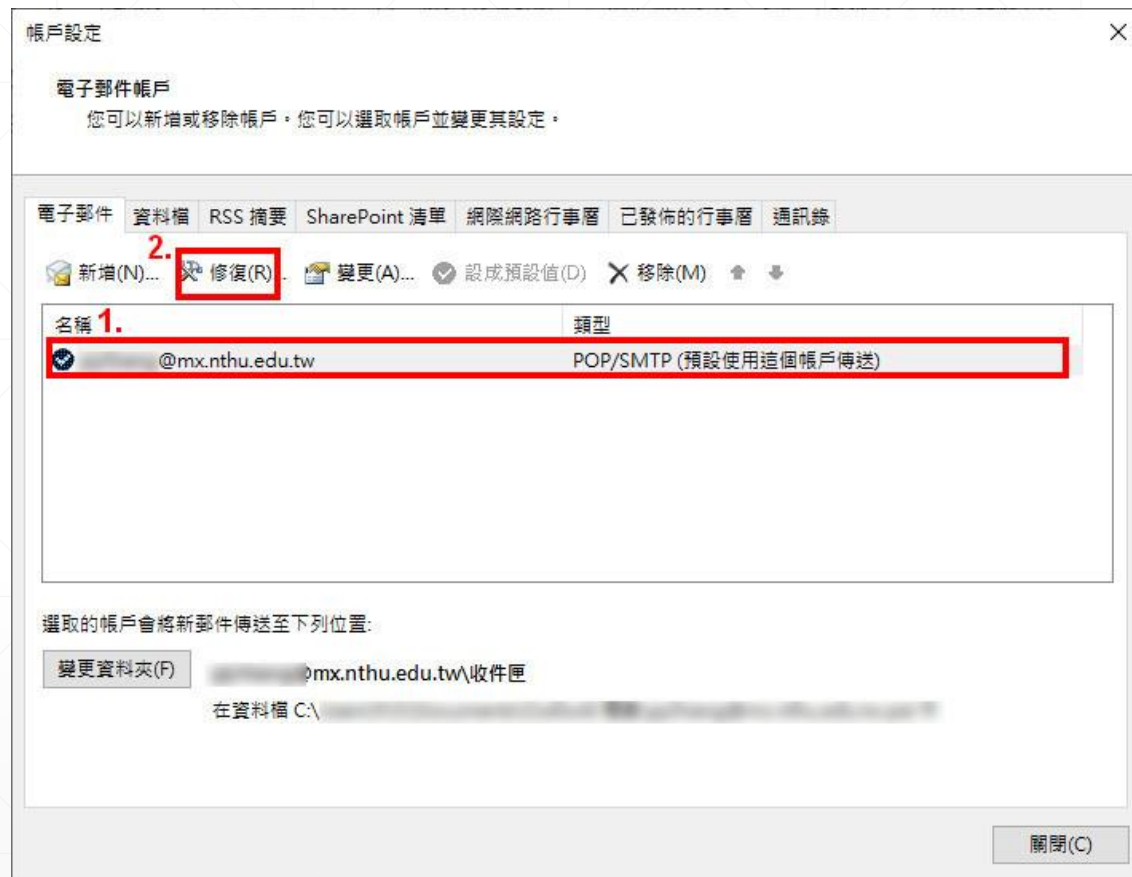 帳戶設定
電子郵件帳戶
您可以新增或移除帳戶。您可以選取帳戶並變更其設定。
電子郵件 資料檔 RSS 摘要 SharePoint 清單 網際網路行事曆 已發佈的行事曆 通訊錄
2.
新增(N)... 修復(R)... 變更(A)... 設成預設值(D) 移除(M)
名稱 1. 類型
@mx.nthu.edu.tw POP/SMTP (預設使用這個帳戶傳送)
選取的帳戶會將新郵件傳送至下列位置:
變更資料夾(F) @mx.nthu.edu.tw\收件匣
在資料檔 C:\
關閉(C)